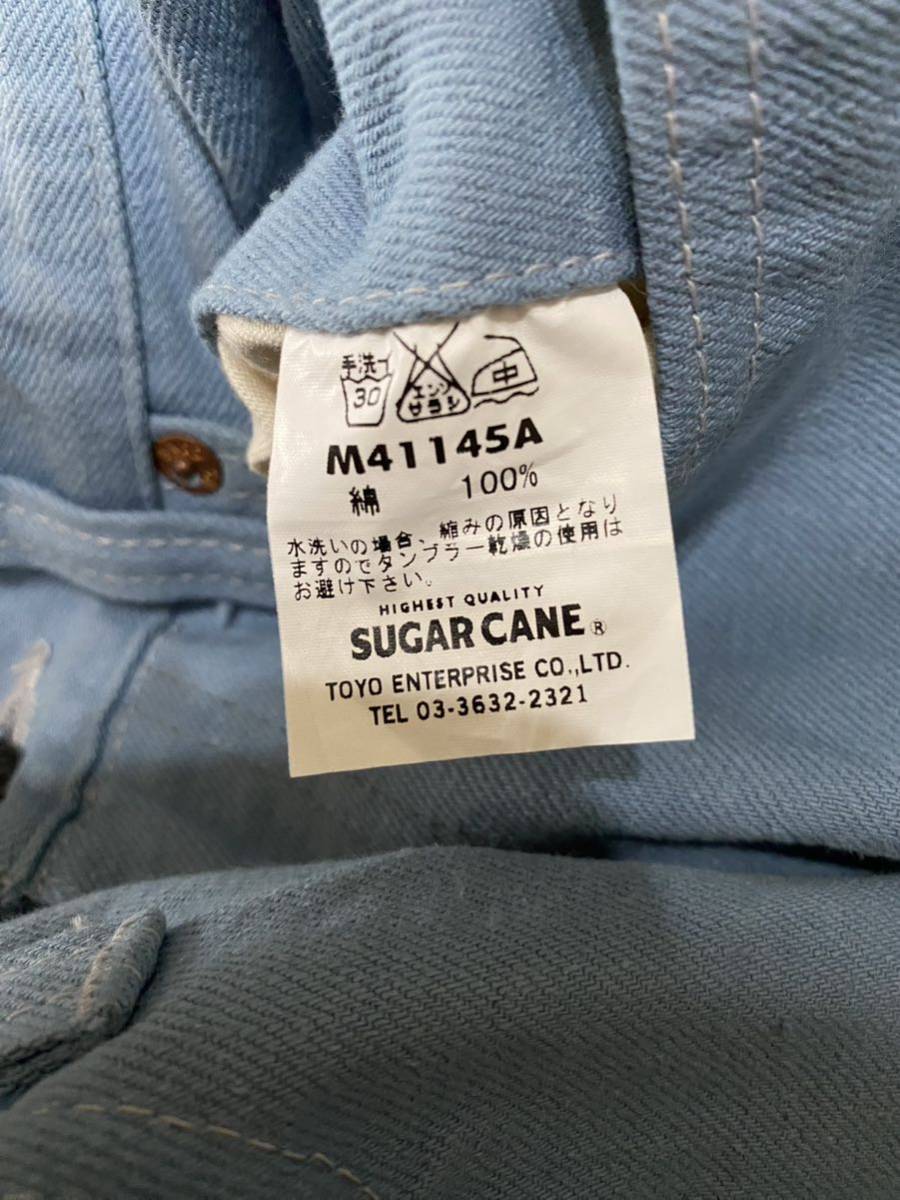 手洗イ
30
エンソ
サラシ
中
M41145A
綿 100%
水洗いの場合、縮みの原因となり
ますのでタンブラー乾燥の使用は
お避け下さい。
HIGHEST QUALITY
SUGAR CANE®
TOYO ENTERPRISE CO.,LTD.
TEL 03-3632-2321